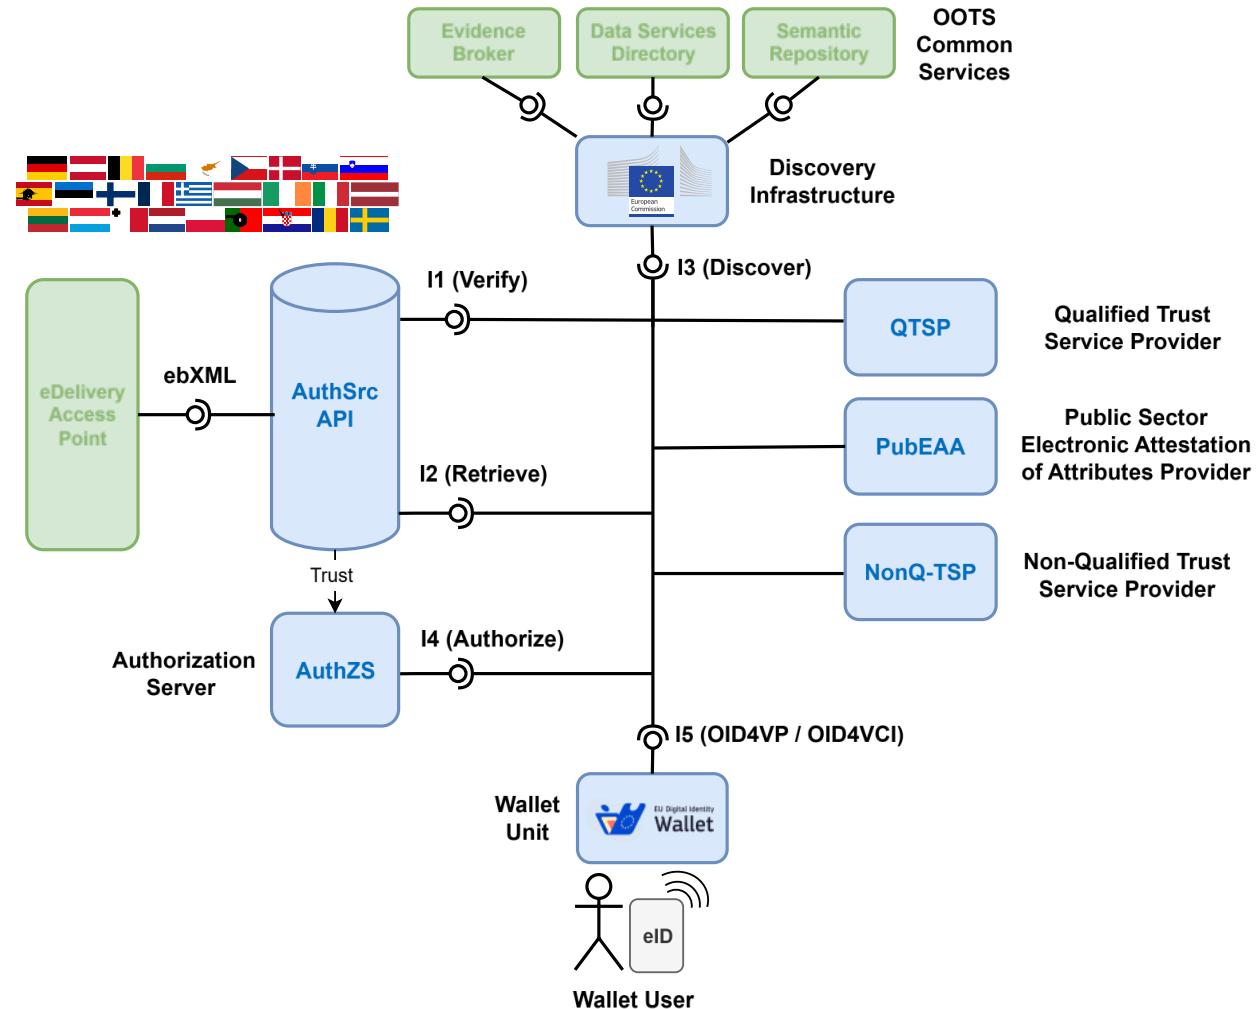 Evidence
Broker
Data Services
Directory
Semantic
Repository
OOTS
Common
Services
European
Commission
Discovery
Infrastructure
I3 (Discover)
I1 (Verify)
QTSP
Qualified Trust
Service Provider
eDelivery
Access
Point
ebXML
AuthSrc
API
PubEAA
Public Sector
Electronic Attestation
of Attributes Provider
I2 (Retrieve)
NonQ-TSP
Non-Qualified Trust
Service Provider
Trust
Authorization
Server
AuthZS
I4 (Authorize)
I5 (OID4VP / OID4VCI)
Wallet
Unit
EU Digital Identity
Wallet
eID
Wallet User